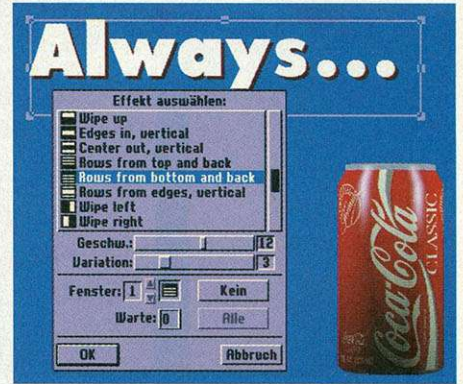 Always...
Effekt auswählen:
Wipe up
Edges in, vertical
Center out, vertical
Rows from top and back
Rows from bottom and back
Rows from edges, vertical
Wipe left
Wipe right
Geschw.: 12
Variation: 3
Fenster: 1 Kein
Warte: 0 Alle
OK Abbruch
Coca-Cola
CLASSIC